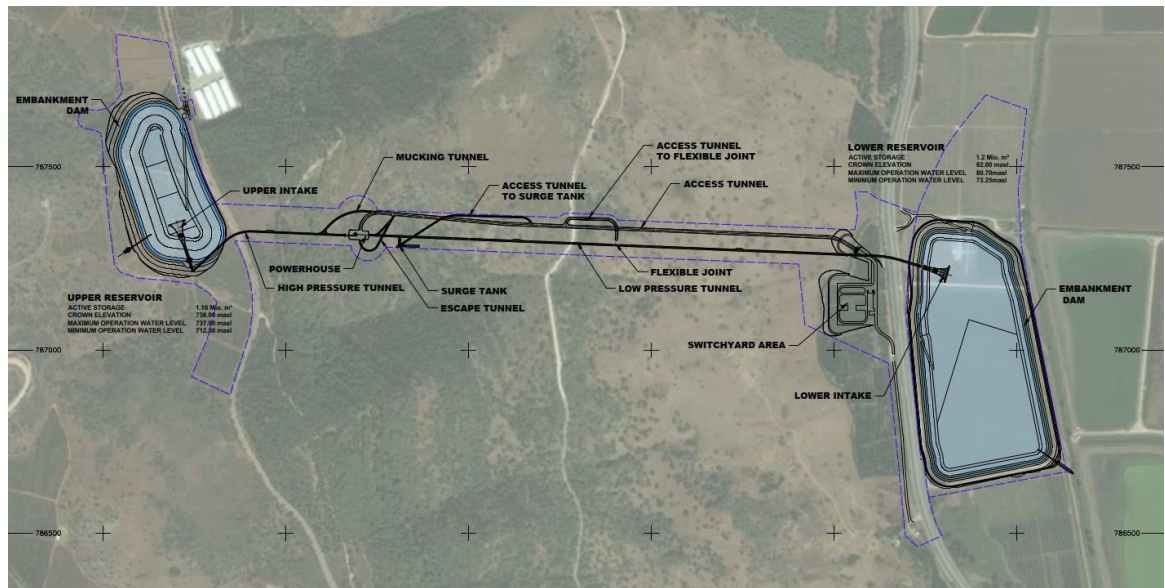 EMBANKMENT
DAM
787500
MUCKING TUNNEL
UPPER INTAKE
ACCESS TUNNEL
TO SURGE TANK
ACCESS TUNNEL
TO FLEXIBLE JOINT
ACCESS TUNNEL
LOWER RESERVOIR
ACTIVE STORAGE 1.2 Mio. m³
CROWN ELEVATION 82.00 masl
MAXIMUM OPERATION WATER LEVEL 80.70masl
MINIMUM OPERATION WATER LEVEL 73.25masl
787500
POWERHOUSE
HIGH PRESSURE TUNNEL
SURGE TANK
ESCAPE TUNNEL
FLEXIBLE JOINT
LOW PRESSURE TUNNEL
EMBANKMENT
DAM
UPPER RESERVOIR
ACTIVE STORAGE 1.16 Mio. m³
CROWN ELEVATION 738.00 masl
MAXIMUM OPERATION WATER LEVEL 737.00 masl
MINIMUM OPERATION WATER LEVEL 712.50 masl
787000
SWITCHYARD AREA
787000
LOWER INTAKE
786500
786500